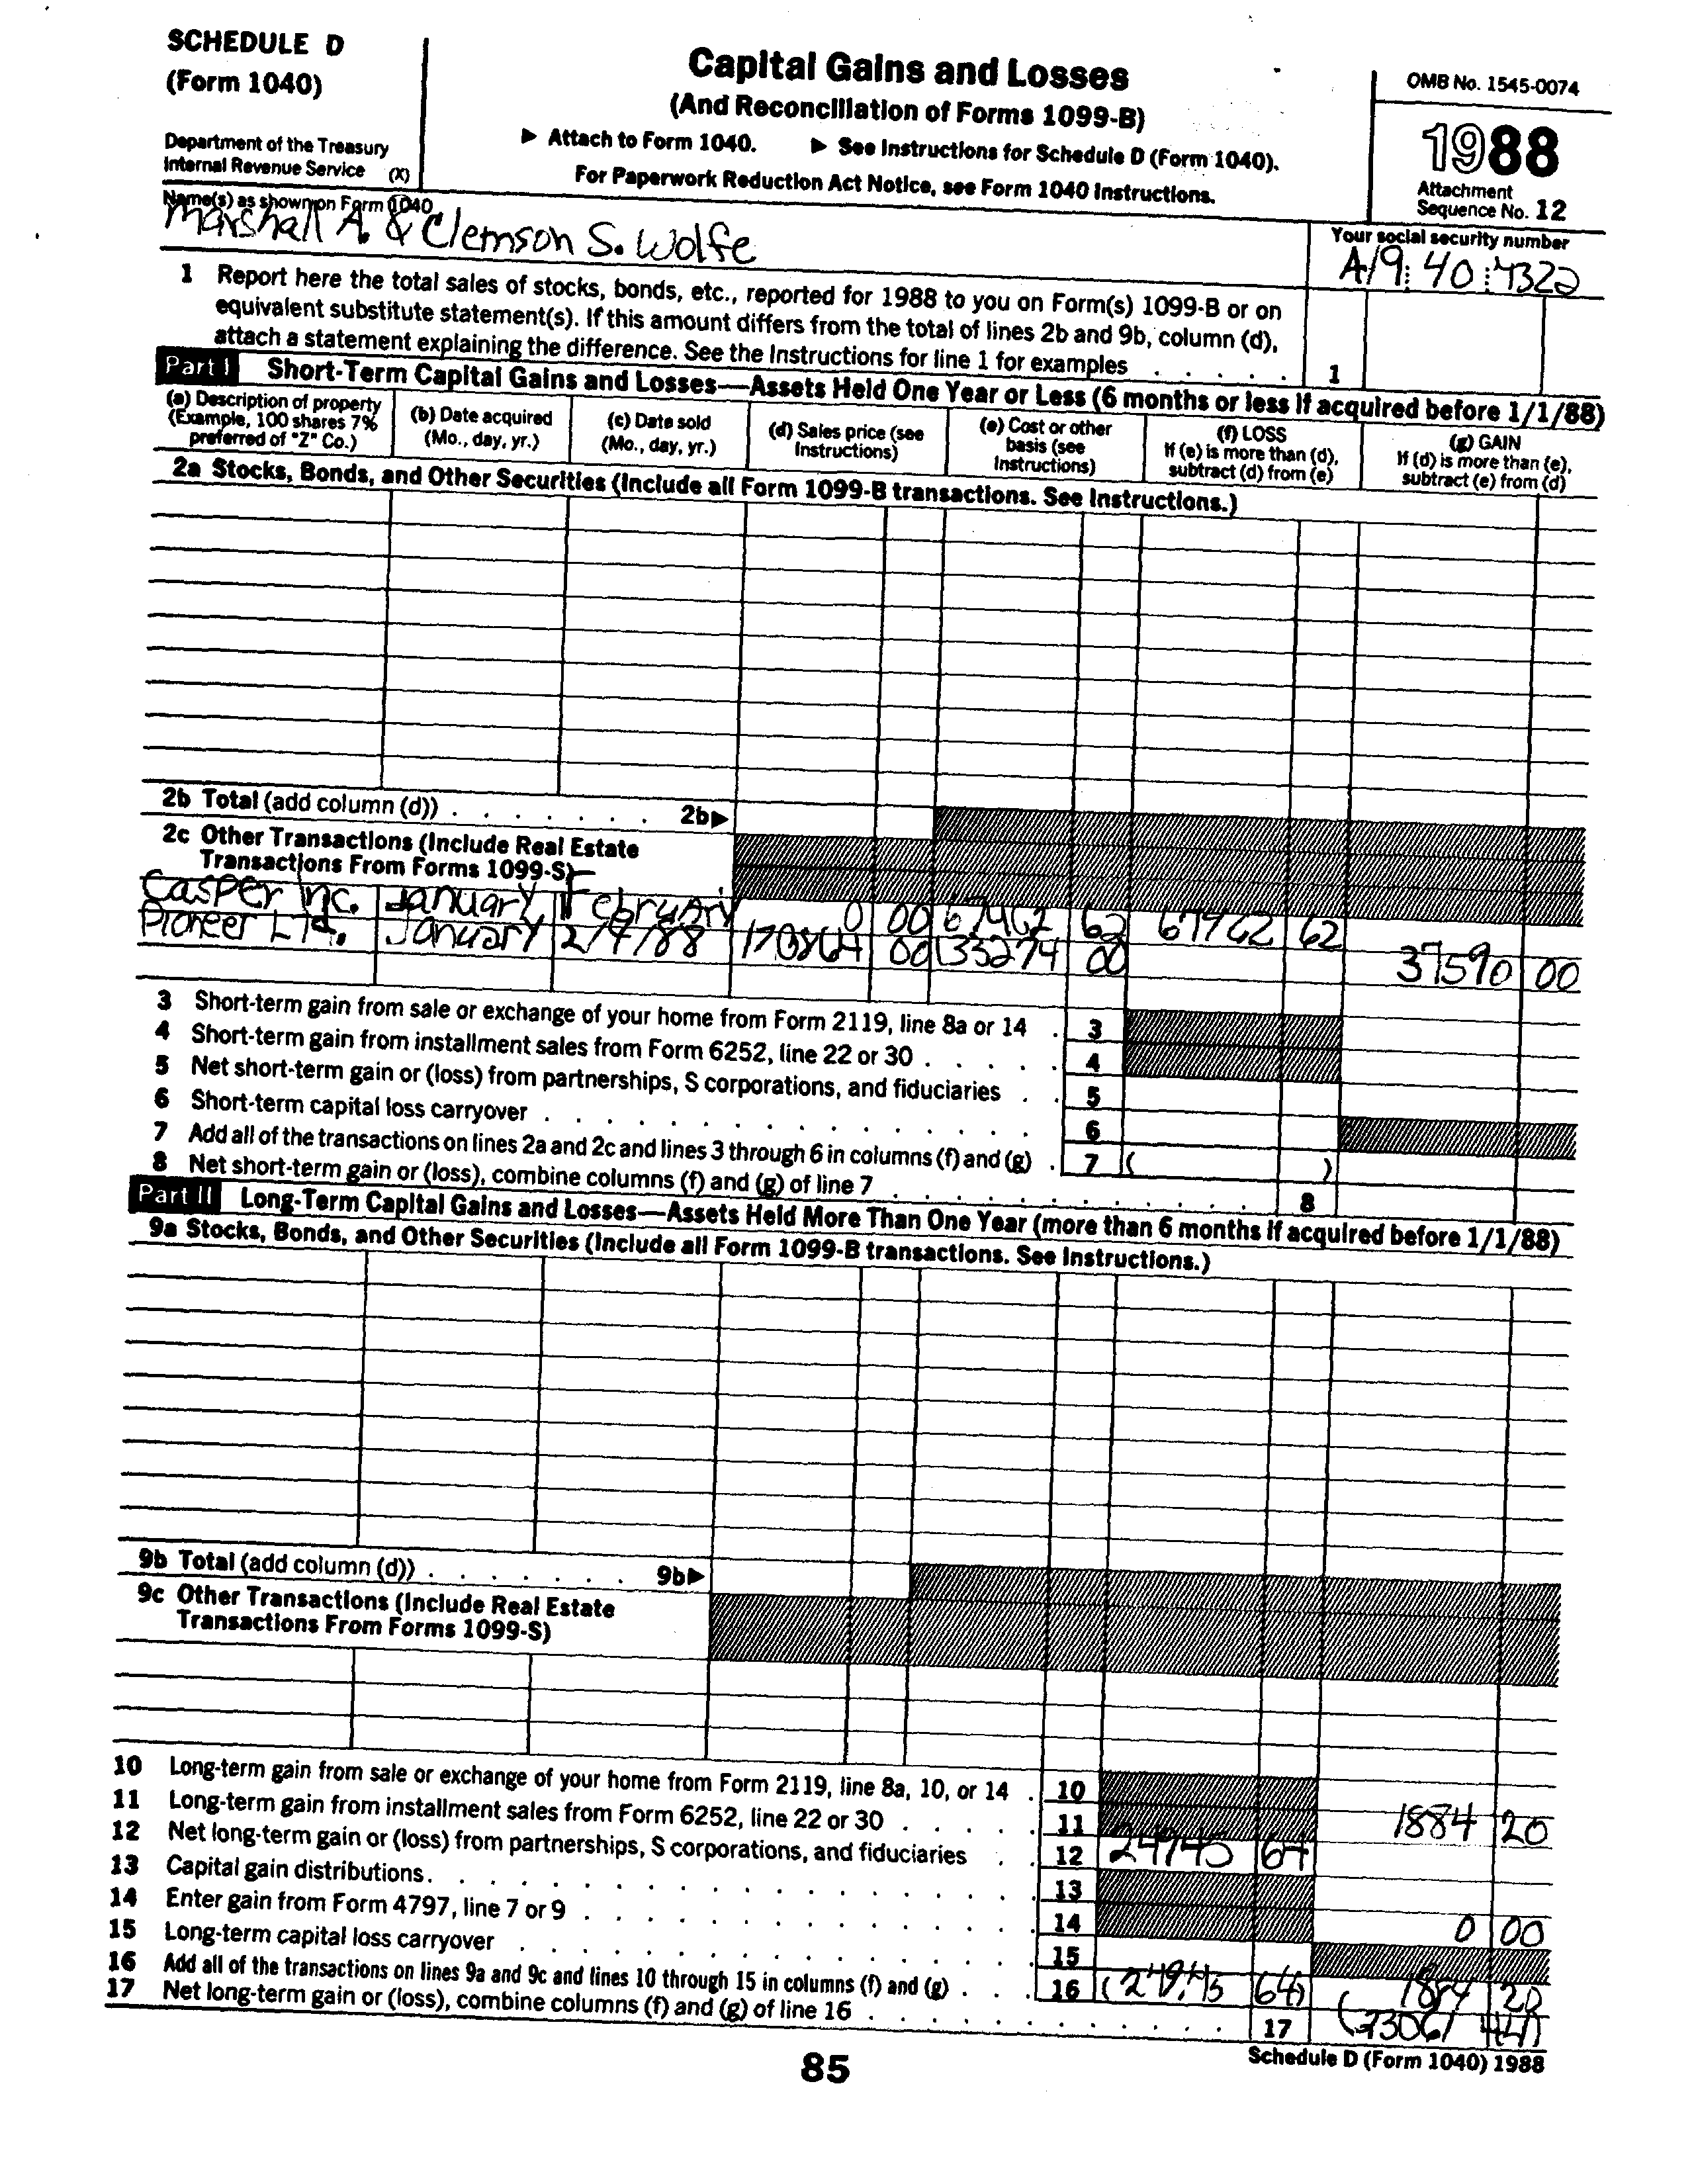 SCHEDULE D
(Form 1040)
Department of the Treasury
Internal Revenue Service (X)
Capital Gains and Losses
(And Reconciliation of Forms 1099-B)
▶ Attach to Form 1040. ▶ See Instructions for Schedule D (Form 1040).
For Paperwork Reduction Act Notice, see Form 1040 Instructions.
OMB No. 1545-0074
1988
Attachment
Sequence No. 12
Name(s) as shown on Form 1040
Marshall A. & Clemson S. Wolfe
Your social security number
A19 40 4322
1 Report here the total sales of stocks, bonds, etc., reported for 1988 to you on Form(s) 1099-B or on
equivalent substitute statement(s). If this amount differs from the total of lines 2b and 9b, column (d),
attach a statement explaining the difference. See the Instructions for line 1 for examples . . . . . 1
Part I Short-Term Capital Gains and Losses—Assets Held One Year or Less (6 months or less if acquired before 1/1/88)
(a) Description of property
(Example, 100 shares 7%
preferred of "Z" Co.)
(b) Date acquired
(Mo., day, yr.)
(c) Date sold
(Mo., day, yr.)
(d) Sales price (see
Instructions)
(e) Cost or other
basis (see
Instructions)
(f) LOSS
If (e) is more than (d),
subtract (d) from (e)
(g) GAIN
If (d) is more than (e),
subtract (e) from (d)
2a Stocks, Bonds, and Other Securities (Include all Form 1099-B transactions. See Instructions.)
2b Total (add column (d)) . . . . . . . 2b▶
2c Other Transactions (Include Real Estate
Transactions From Forms 1099-S)
Casper Inc. January February 0 00 67462 62 67462 62
Pioneer Ltd. January 2/4/88 170864 00 133274 00 37590 00
3 Short-term gain from sale or exchange of your home from Form 2119, line 8a or 14 . 3
4 Short-term gain from installment sales from Form 6252, line 22 or 30 . . . . . 4
5 Net short-term gain or (loss) from partnerships, S corporations, and fiduciaries . . 5
6 Short-term capital loss carryover . . . . . . . . . . . . . . 6
7 Add all of the transactions on lines 2a and 2c and lines 3 through 6 in columns (f) and (g) . 7 ( )
8 Net short-term gain or (loss), combine columns (f) and (g) of line 7 . . . . . . . . . . . . 8
Part II Long-Term Capital Gains and Losses—Assets Held More Than One Year (more than 6 months if acquired before 1/1/88)
9a Stocks, Bonds, and Other Securities (Include all Form 1099-B transactions. See Instructions.)
9b Total (add column (d)) . . . . . . . 9b▶
9c Other Transactions (Include Real Estate
Transactions From Forms 1099-S)
10 Long-term gain from sale or exchange of your home from Form 2119, line 8a, 10, or 14 . 10
11 Long-term gain from installment sales from Form 6252, line 22 or 30 . . . . . 11 1884 20
12 Net long-term gain or (loss) from partnerships, S corporations, and fiduciaries . . 12 24945 64
13 Capital gain distributions. . . . . . . . . . . . . . . . . . 13
14 Enter gain from Form 4797, line 7 or 9 . . . . . . . . . . . . . 14 0 00
15 Long-term capital loss carryover . . . . . . . . . . . . . . . 15
16 Add all of the transactions on lines 9a and 9c and lines 10 through 15 in columns (f) and (g) . . . 16 (24945 64) 1884 20
17 Net long-term gain or (loss), combine columns (f) and (g) of line 16 . . . . . . . . . . . . . 17 (23061 44)
85
Schedule D (Form 1040) 1988